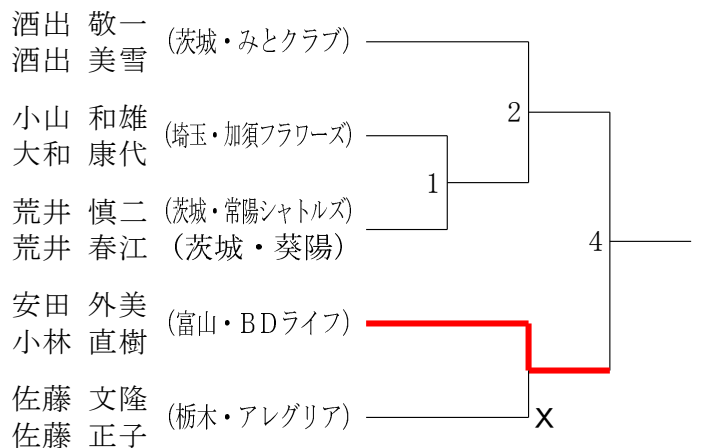 酒出 敬一
酒出 美雪
(茨城・みとクラブ)
小山 和雄
大和 康代
(埼玉・加須フラワーズ)
荒井 慎二 (茨城・常陽シャトルズ)
荒井 春江 (茨城・葵陽)
安田 外美
小林 直樹
(富山・BDライフ)
佐藤 文隆
佐藤 正子
(栃木・アレグリア)
2
1
4
X